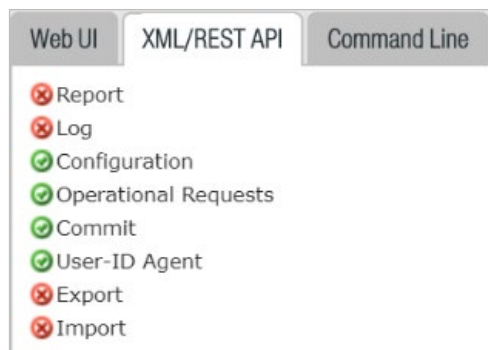 Web UI XML/REST API Command Line
Report
Log
Configuration
Operational Requests
Commit
User-ID Agent
Export
Import